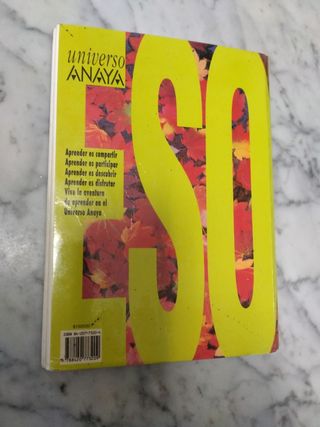 universo
ANAYA
ESO
Aprender es compartir
Aprender es participar
Aprender es descubrir
Aprender es disfrutar
Vive la aventura
de aprender en el
Universo Anaya